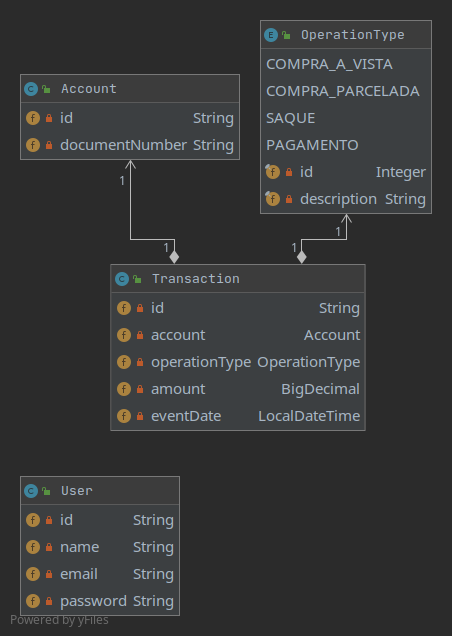 OperationType
COMPRA_A_VISTA
COMPRA_PARCELADA
SAQUE
PAGAMENTO
id Integer
description String
Account
id String
documentNumber String
1
1
1
1
Transaction
id String
account Account
operationType OperationType
amount BigDecimal
eventDate LocalDateTime
User
id String
name String
email String
password String
Powered by yFiles